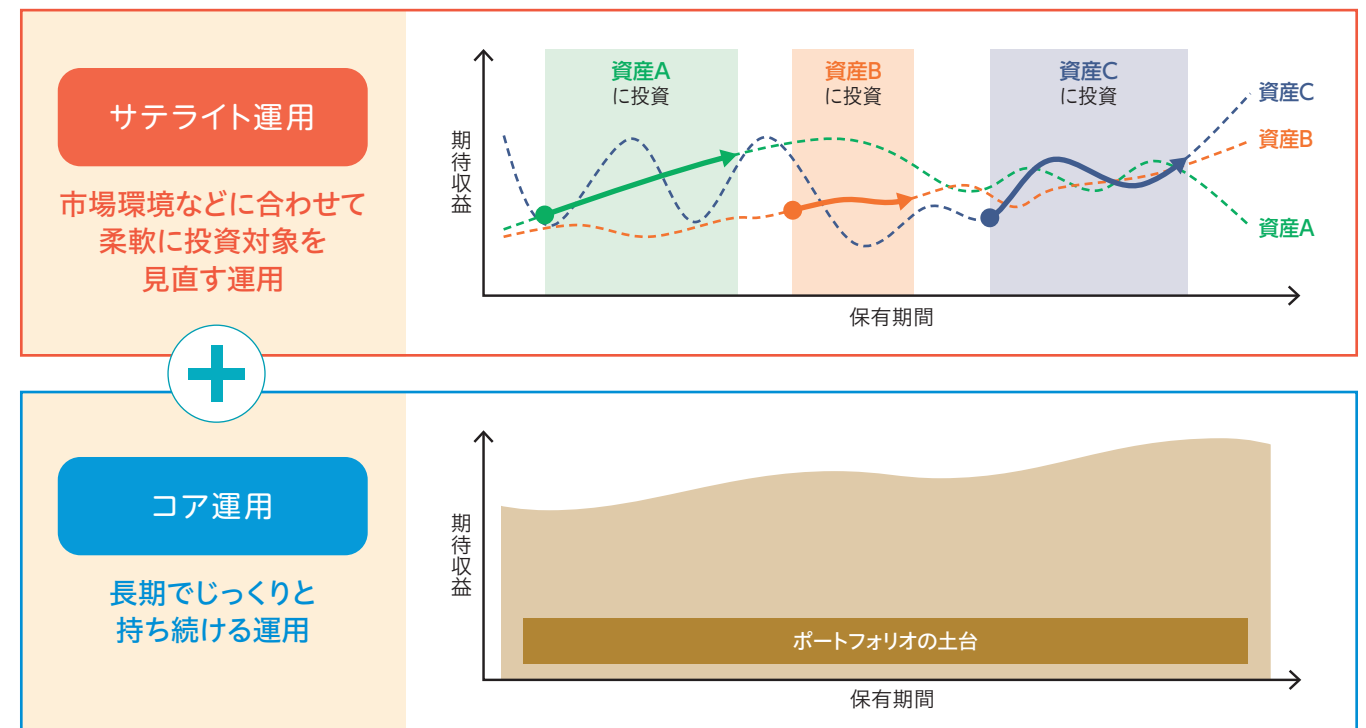 サテライト運用
市場環境などに合わせて
柔軟に投資対象を
見直す運用
期待収益
資産A
に投資
資産B
に投資
資産C
に投資
資産C
資産B
資産A
保有期間
コア運用
長期でじっくりと
持ち続ける運用
期待収益
ポートフォリオの土台
保有期間